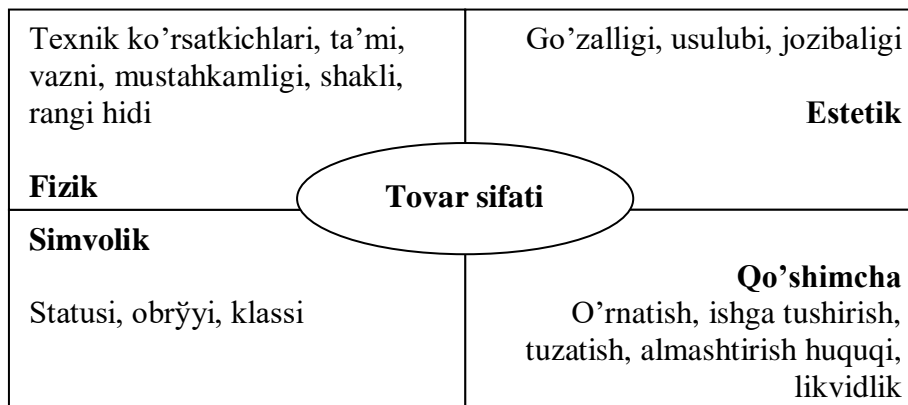 Texnik ko’rsatkichlari, ta’mi,
vazni, mustahkamligi, shakli,
rangi hidi
Fizik
Go’zalligi, usulubi, jozibaligi
Estetik
Tovar sifati
Simvolik
Statusi, obrўyi, klassi
Qo’shimcha
O’rnatish, ishga tushirish,
tuzatish, almashtirish huquqi,
likvidlik